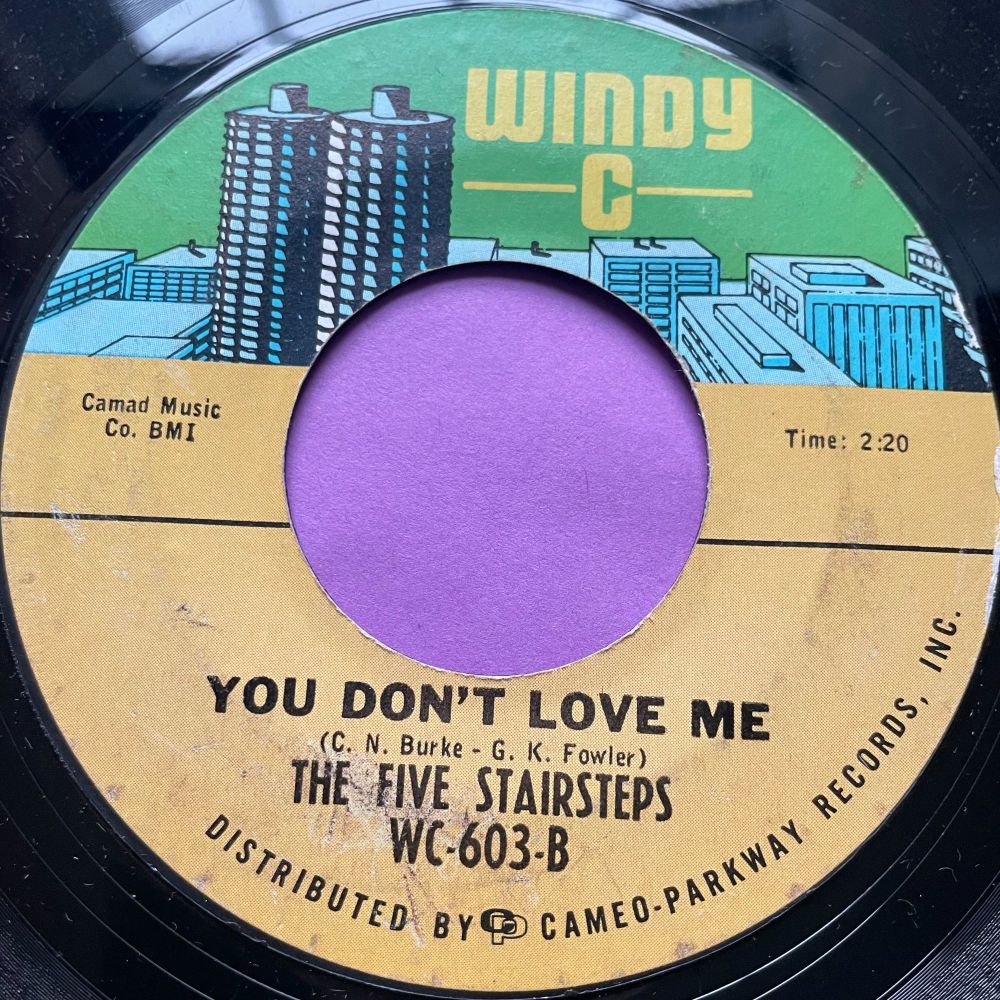 WINDY
C
Camad Music
Co. BMI
Time: 2:20
YOU DON'T LOVE ME
(C. N. Burke - G. K. Fowler)
THE FIVE STAIRSTEPS
WC-603-B
DISTRIBUTED BY CP CAMEO-PARKWAY RECORDS, INC.